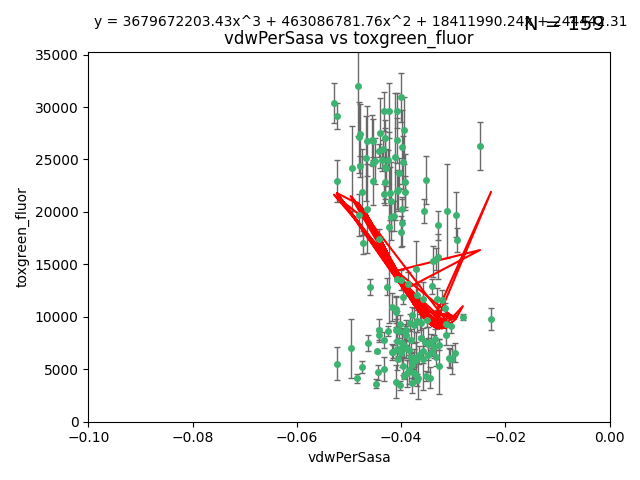 y = 3679672203.43x^3 + 463086781.76x^2 + 18411990.24x + 244442.31
N = 159
vdwPerSasa vs toxgreen_fluor
35000
30000
25000
20000
15000
10000
5000
0
toxgreen_fluor
−0.10 −0.08 −0.06 −0.04 −0.02 0.00
vdwPerSasa